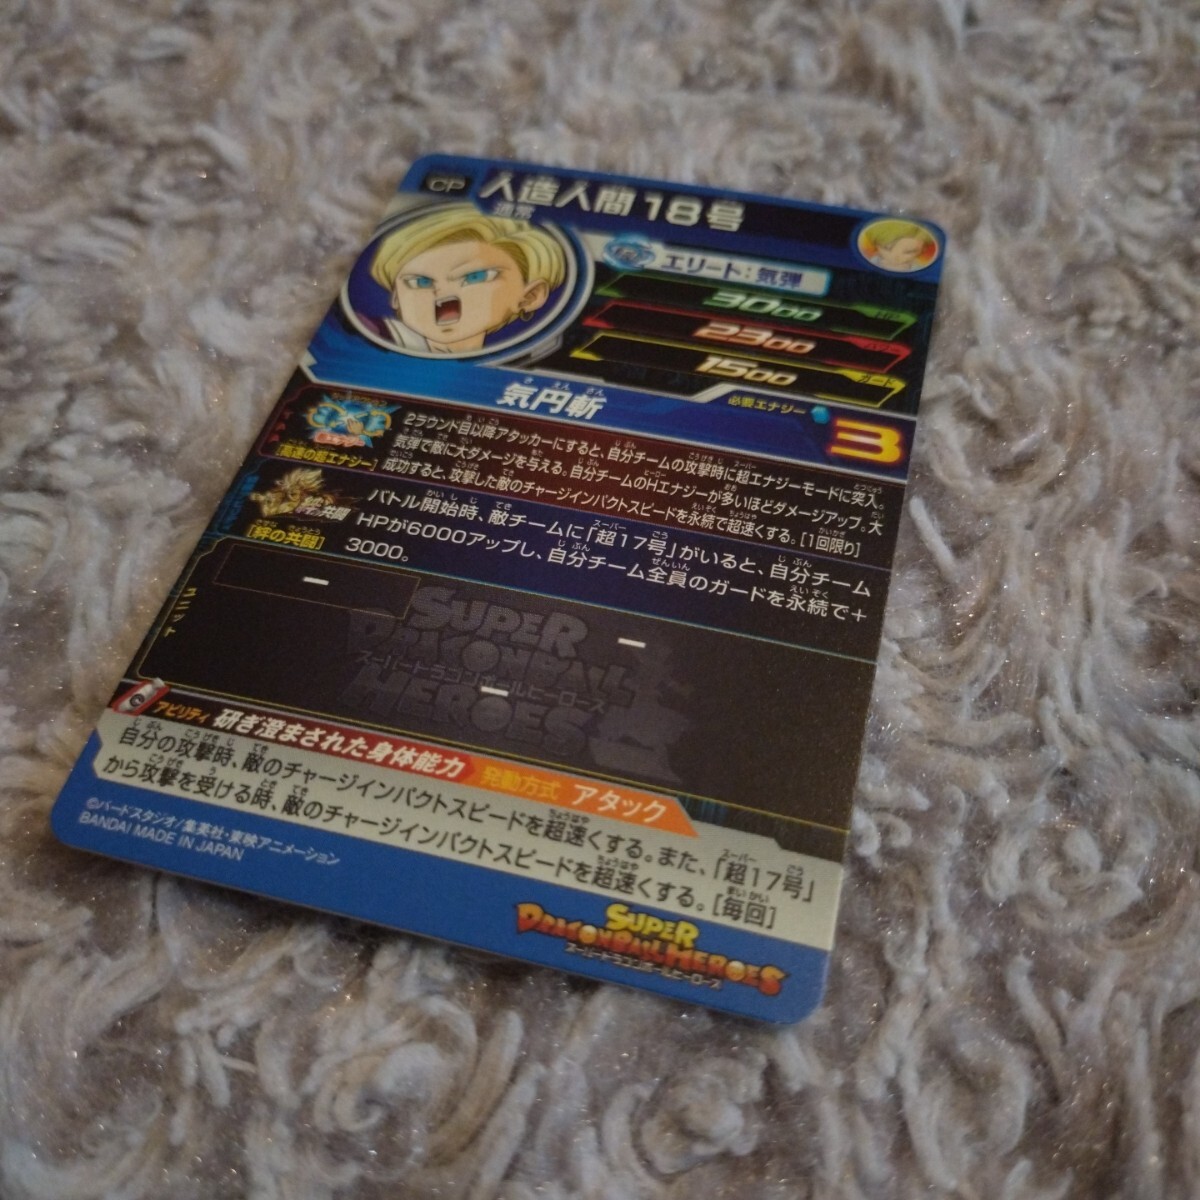 CP 人造人間18号
通常
エリート：気弾
3000
2300 パワー
1500 ガード
気円斬
必要エナジー 3
[高速の超エナジー]
2ラウンド目以降アタッカーにすると、自分チームの攻撃時に超エナジーモードに突入。
気弾で敵に大ダメージを与える。自分チームのHエナジーが多いほどダメージアップ。大
成功すると、攻撃した敵のチャージインパクトスピードを永続で超速くする。[1回限り]
[絆の共闘]
バトル開始時、敵チームに「超17号」がいると、自分チーム
HPが6000アップし、自分チーム全員のガードを永続で＋
3000。
ユニット
ー
ー
ー
SUPER
DRAGONBALL
スーパードラゴンボールヒーローズ
HEROES
アビリティ 研ぎ澄まされた身体能力 発動方式 アタック
自分の攻撃時、敵のチャージインパクトスピードを超速くする。また、「超17号」
から攻撃を受ける時、敵のチャージインパクトスピードを超速くする。[毎回]
©バードスタジオ/集英社・東映アニメーション
BANDAI MADE IN JAPAN
SUPER
DRAGONBALL HEROES
スーパードラゴンボールヒーローズ